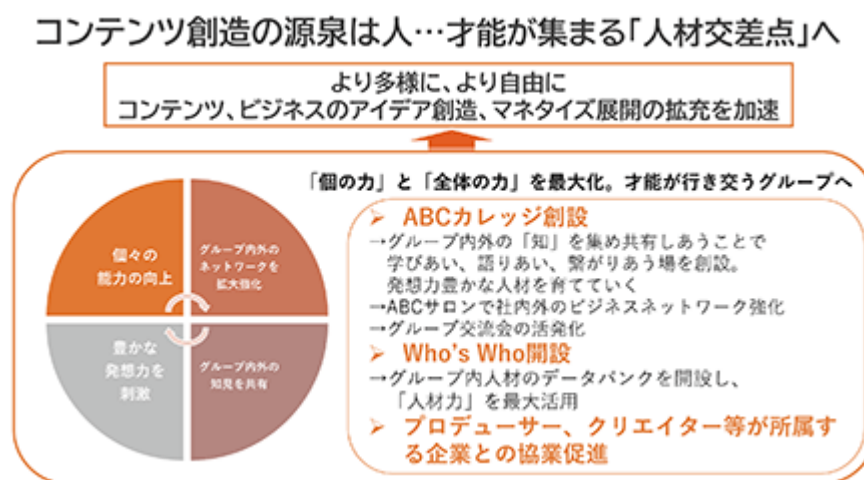 コンテンツ創造の源泉は人…才能が集まる「人材交差点」へ
より多様に、より自由に
コンテンツ、ビジネスのアイデア創造、マネタイズ展開の拡充を加速
「個の力」と「全体の力」を最大化。才能が行き交うグループへ
個々の
能力の向上
グループ内外の
ネットワークを
拡大強化
豊かな
発想力を
刺激
グループ内外の
知見を共有
➢ ABCカレッジ創設
→グループ内外の「知」を集め共有しあうことで
学びあい、語りあい、繋がりあう場を創設。
発想力豊かな人材を育てていく
→ABCサロンで社内外のビジネスネットワーク強化
→グループ交流会の活発化
➢ Who's Who開設
→グループ内人材のデータバンクを開設し、
「人材力」を最大活用
➢ プロデューサー、クリエイター等が所属す
る企業との協業促進